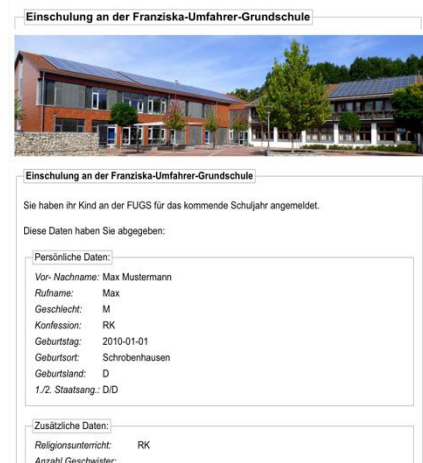 Einschulung an der Franziska-Umfahrer-Grundschule
Einschulung an der Franziska-Umfahrer-Grundschule
Sie haben ihr Kind an der FUGS für das kommende Schuljahr angemeldet.
Diese Daten haben Sie abgegeben:
Persönliche Daten:
Vor- Nachname: Max Mustermann
Rufname: Max
Geschlecht: M
Konfession: RK
Geburtstag: 2010-01-01
Geburtsort: Schrobenhausen
Geburtsland: D
1./2. Staatsang.: D/D
Zusätzliche Daten:
Religionsunterricht: RK
Anzahl Geschwister: